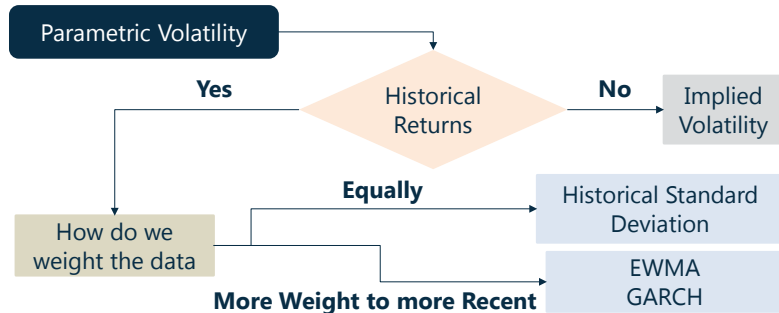 Parametric Volatility
Historical
Returns
Yes
No
Implied
Volatility
How do we
weight the data
Equally
Historical Standard
Deviation
More Weight to more Recent
EWMA
GARCH